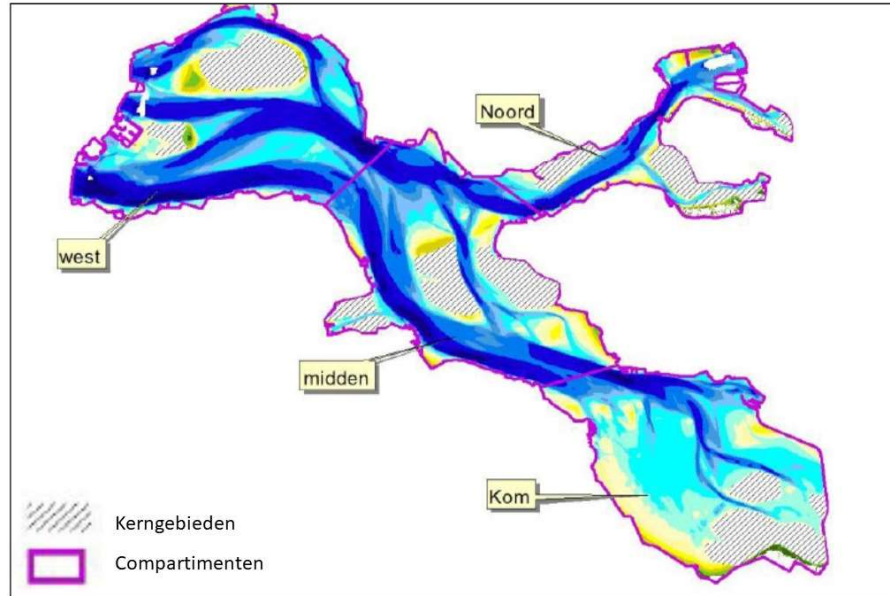 Noord
west
midden
Kom
Kerngebieden
Compartimenten